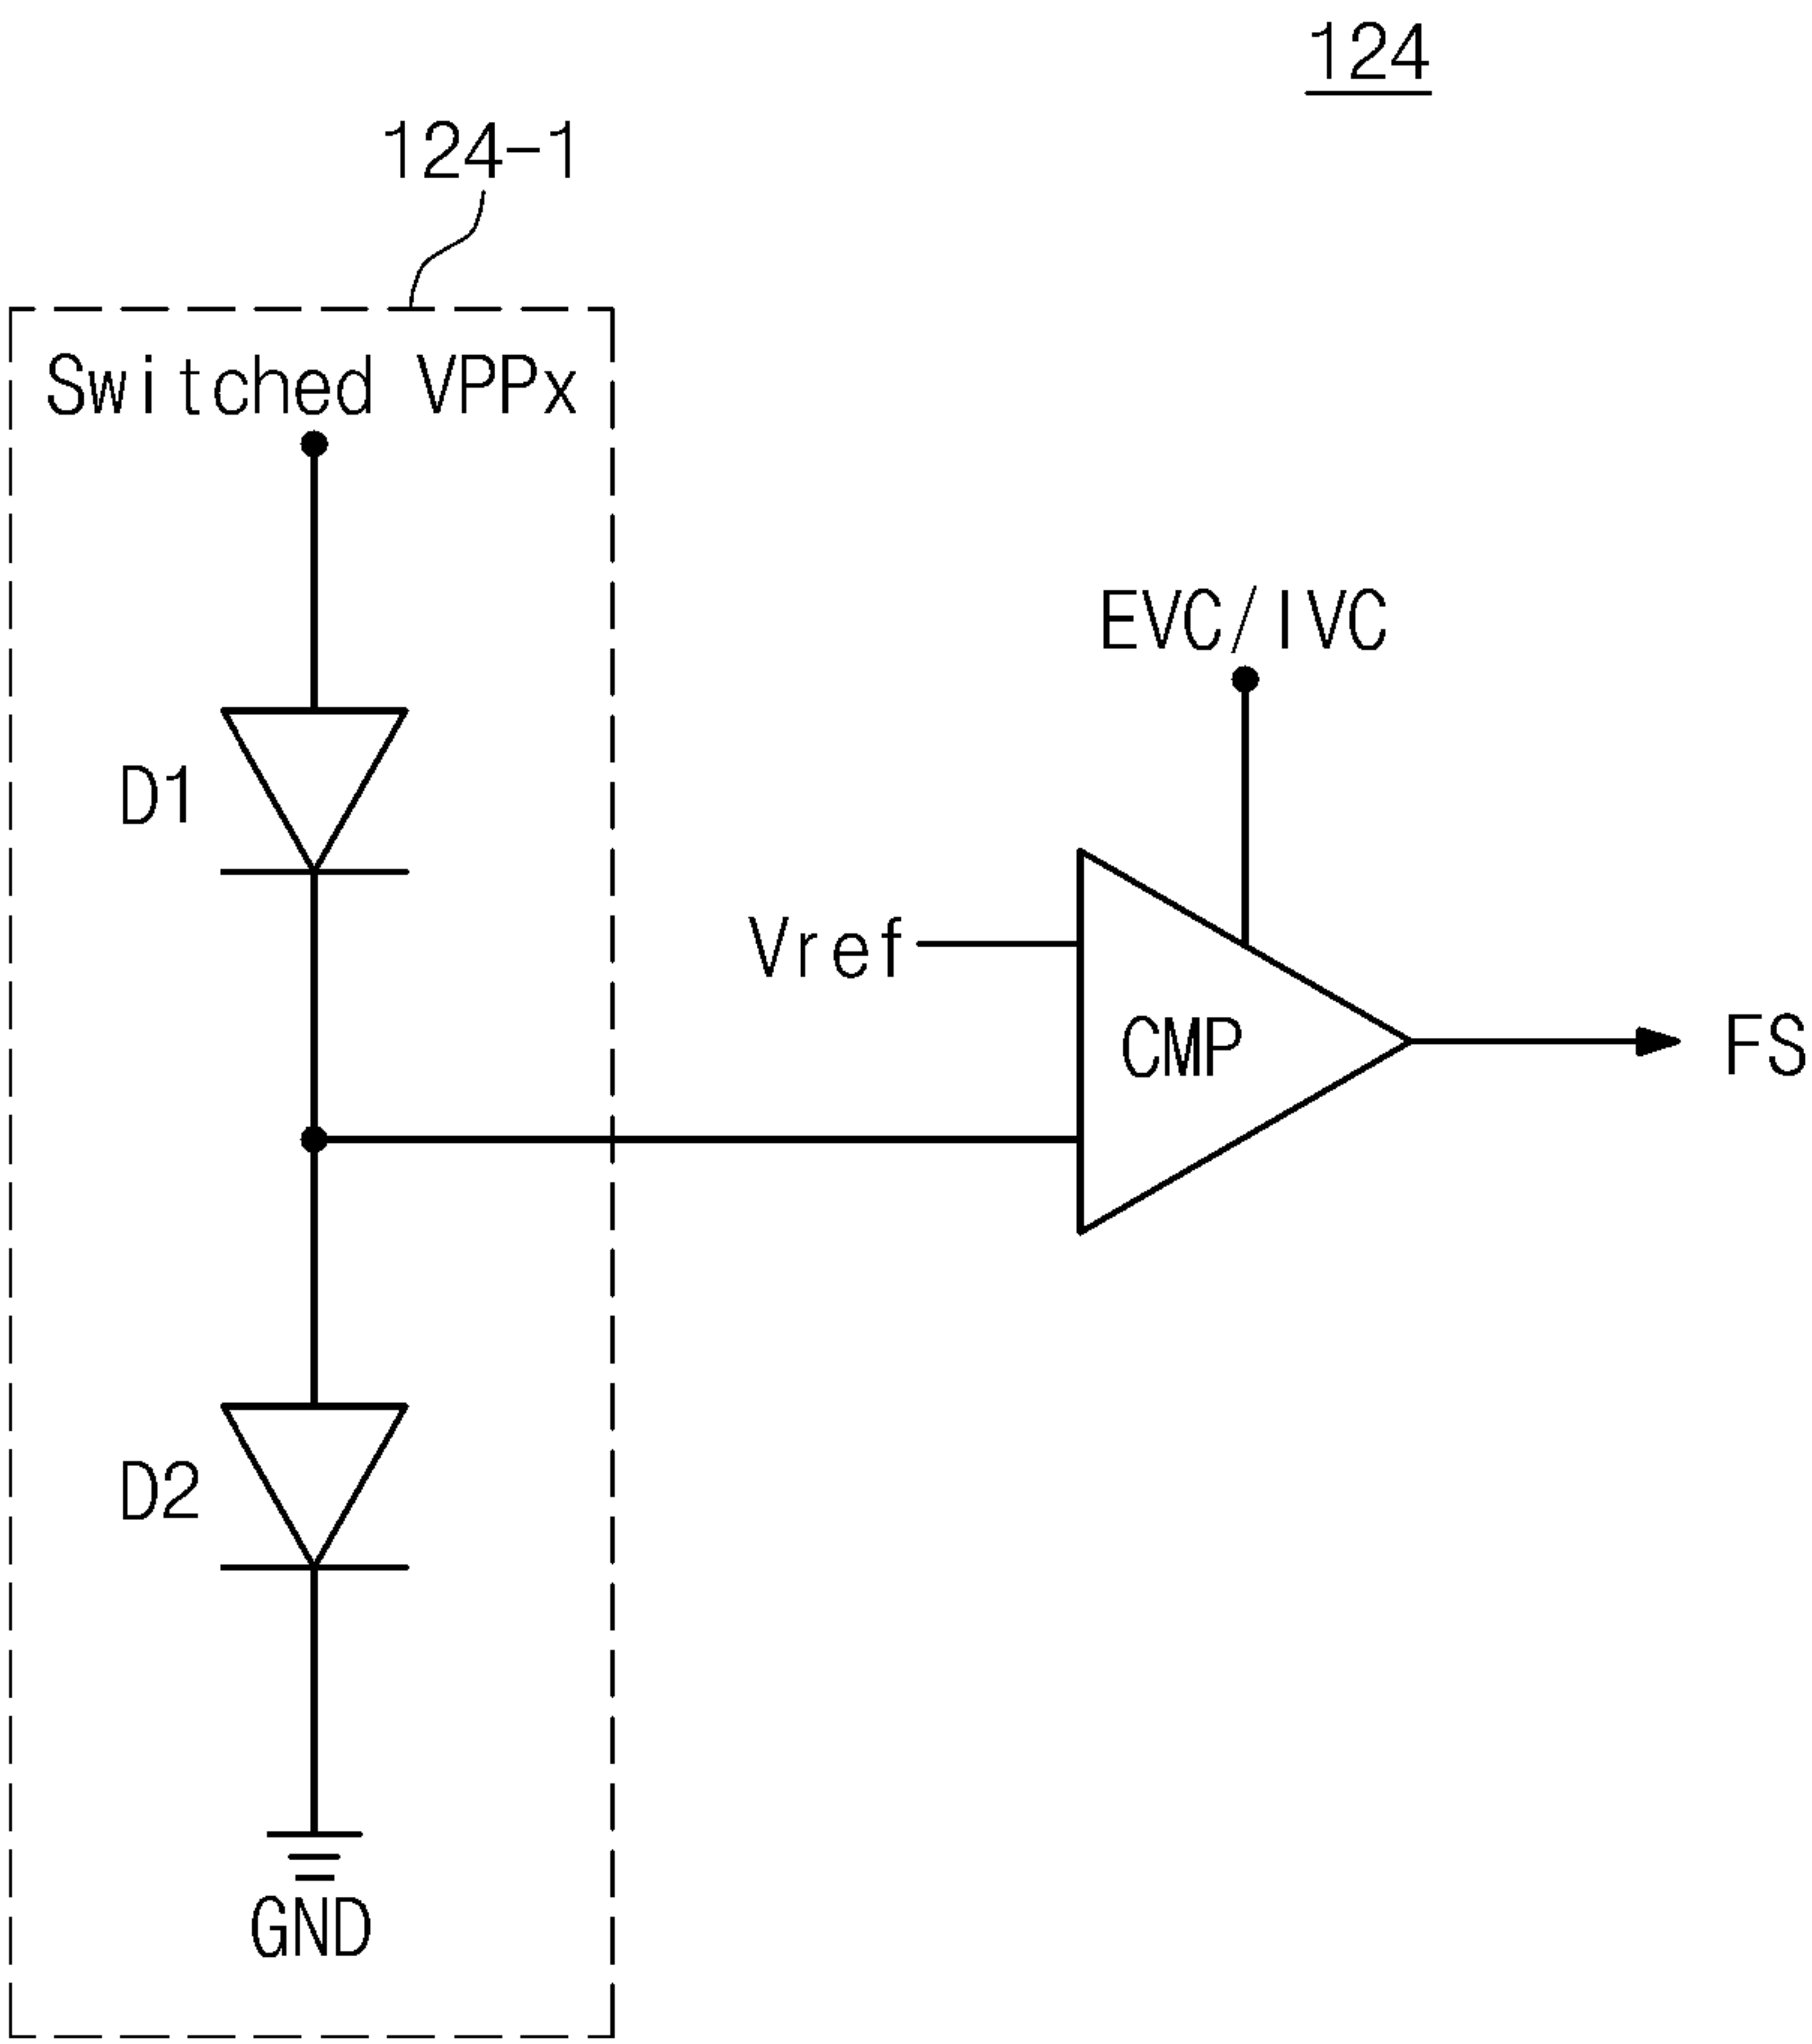 124
124-1
Switched VPPx
EVC/IVC
D1
Vref
CMP
FS
D2
GND